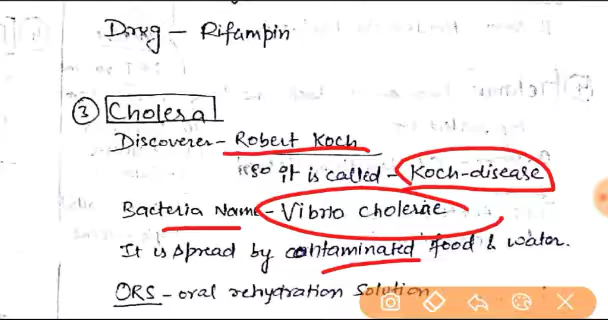 Drug - Rifampin
③ Cholera
Discoverer - Robert Koch
so it is called - Koch-disease
Bacteria Name - Vibrio cholerae
It is spread by contaminated food & water.
ORS - oral rehydration solution